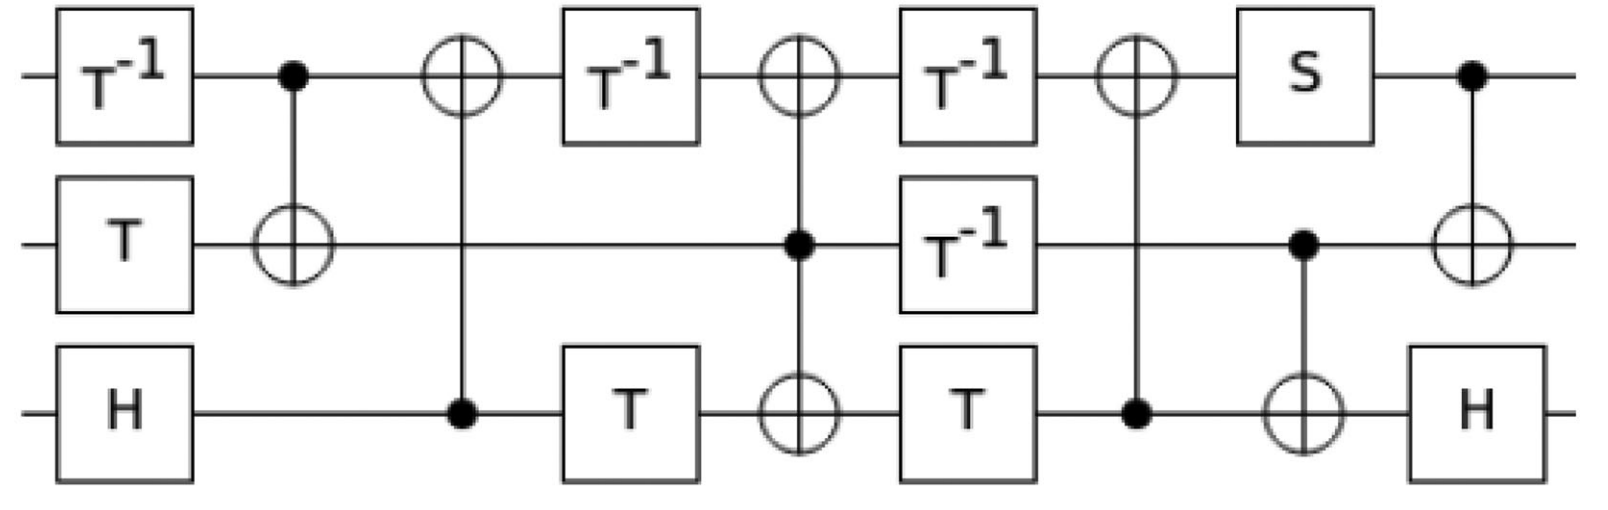 T⁻¹ T⁻¹ T⁻¹ S
T T⁻¹
H T T H